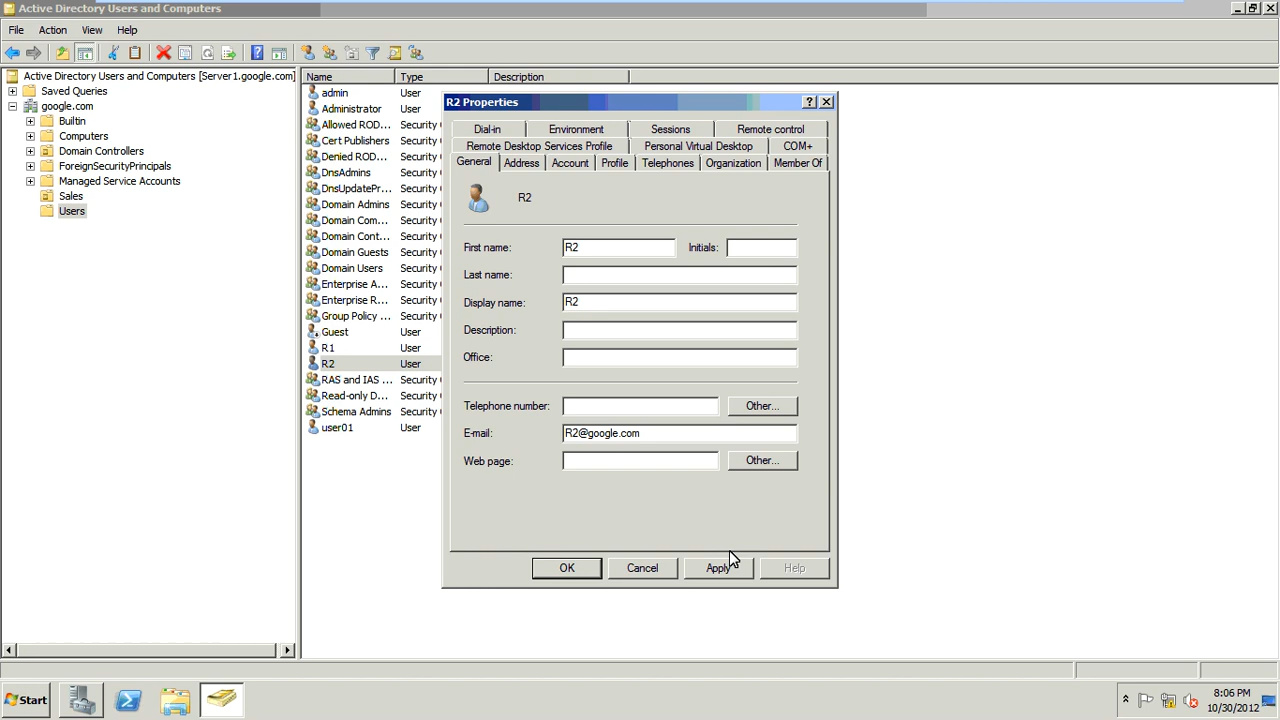 Active Directory Users and Computers
File Action View Help
Active Directory Users and Computers [Server1.google.com]
Saved Queries
google.com
Builtin
Computers
Domain Controllers
ForeignSecurityPrincipals
Managed Service Accounts
Sales
Users
Name Type Description
admin User
Administrator User
Allowed ROD... Security
Cert Publishers Security
Denied ROD... Security
DnsAdmins Security
DnsUpdatePr... Security
Domain Admins Security
Domain Com... Security
Domain Cont... Security
Domain Guests Security
Domain Users Security
Enterprise A... Security
Enterprise R... Security
Group Policy ... Security
Guest User
R1 User
R2 User
RAS and IAS ... Security
Read-only D... Security
Schema Admins Security
user01 User
R2 Properties
Dial-in Environment Sessions Remote control
Remote Desktop Services Profile Personal Virtual Desktop COM+
General Address Account Profile Telephones Organization Member Of
R2
First name: R2 Initials:
Last name:
Display name: R2
Description:
Office:
Telephone number: Other...
E-mail: R2@google.com
Web page: Other...
OK Cancel Apply Help
Start
8:06 PM
10/30/2012